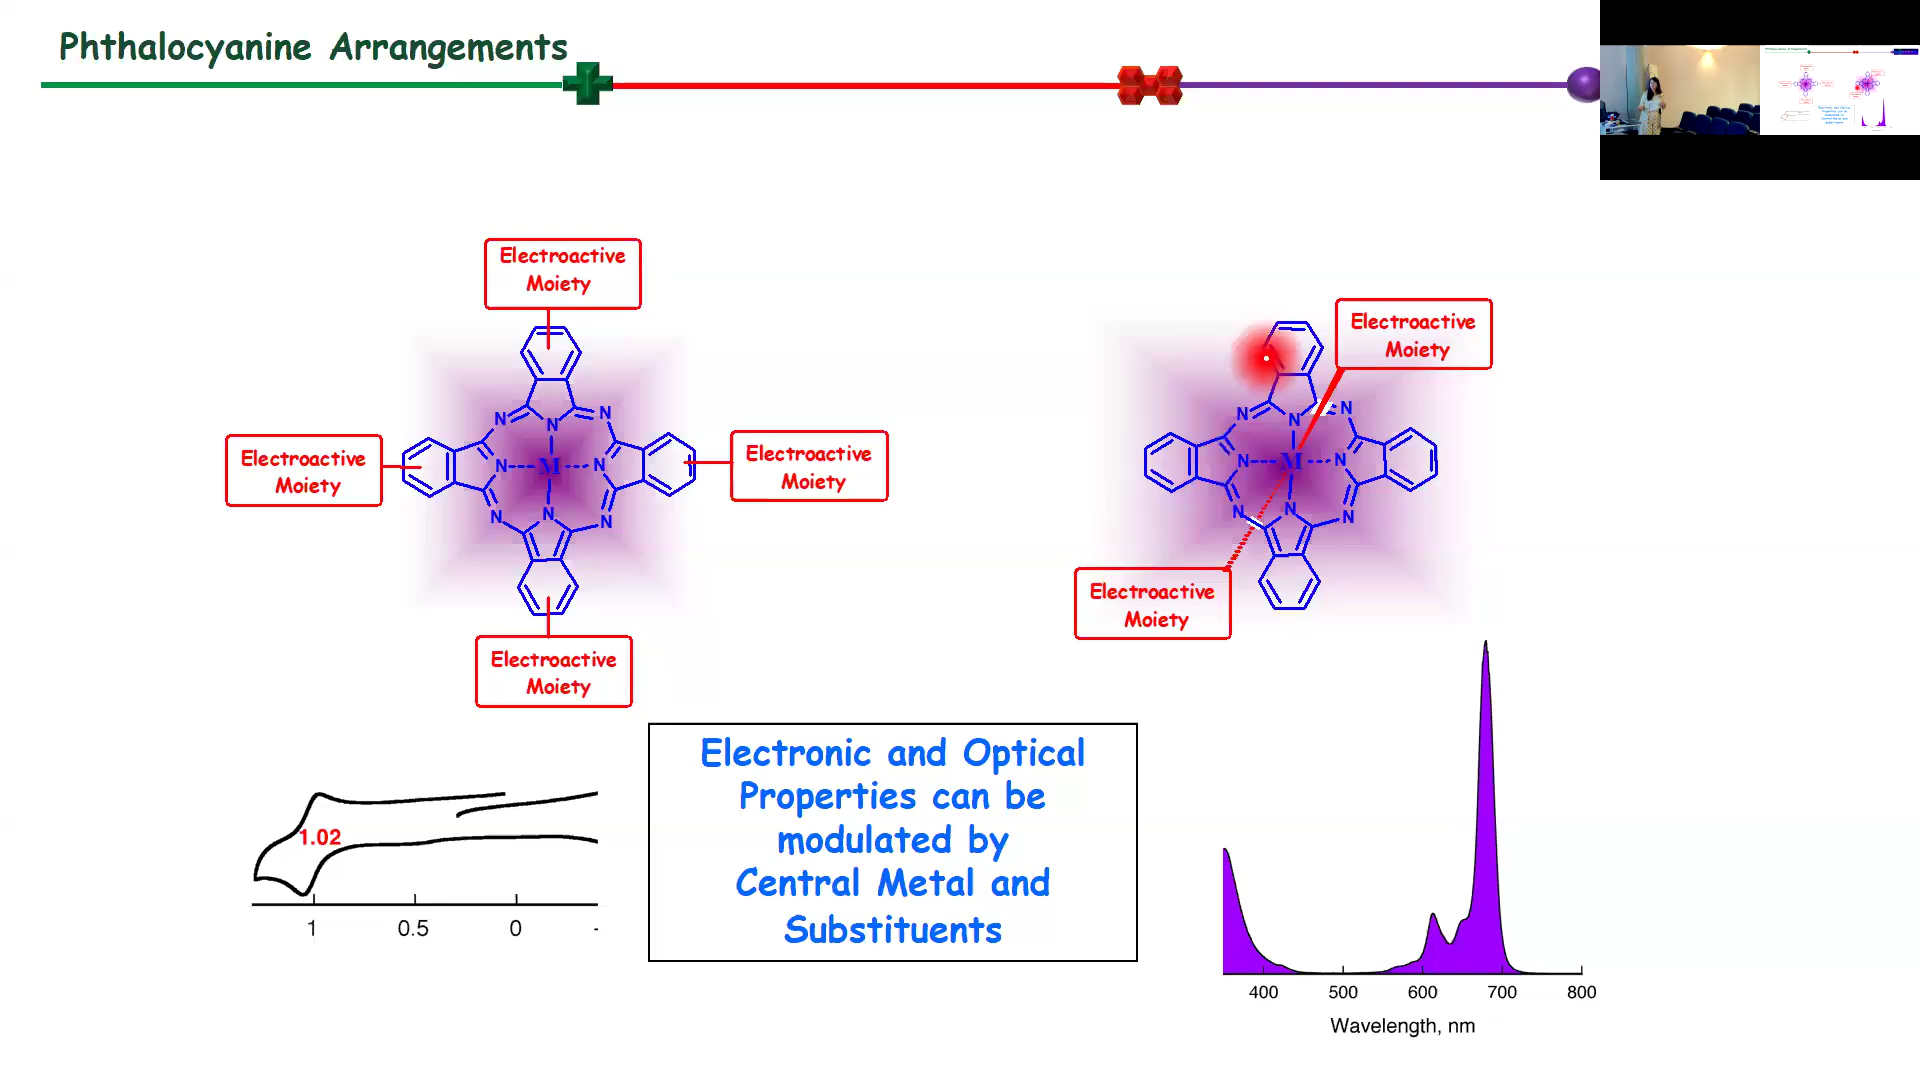 Phthalocyanine Arrangements
Electroactive
Moiety
Electroactive
Moiety
Electroactive
Moiety
Electroactive
Moiety
N
N
N
N
M
N
N
N
N
Electroactive
Moiety
Electroactive
Moiety
N
N
N
N
M
N
N
N
N
1.02
1
0.5
0
-
Electronic and Optical
Properties can be
modulated by
Central Metal and
Substituents
400
500
600
700
800
Wavelength, nm